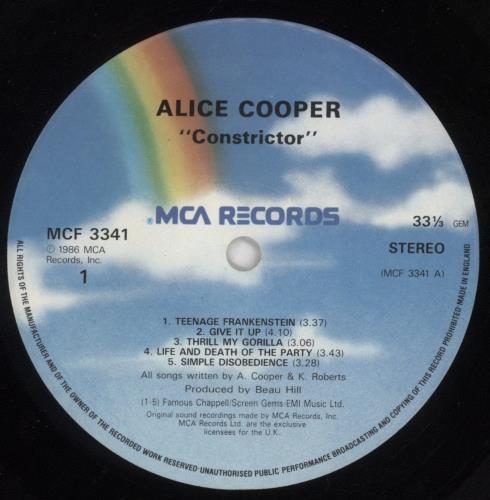 ALICE COOPER
"Constrictor"
® MCA RECORDS
MCF 3341
℗ 1986 MCA
Records, Inc.
1
33⅓ GEM
STEREO
(MCF 3341 A)
1. TEENAGE FRANKENSTEIN (3.37)
2. GIVE IT UP (4.10)
3. THRILL MY GORILLA (3.06)
4. LIFE AND DEATH OF THE PARTY (3.43)
5. SIMPLE DISOBEDIENCE (3.28)
All songs written by A. Cooper & K. Roberts
Produced by Beau Hill
(1-5) Famous Chappell/Screen Gems-EMI Music Ltd.
Original sound recordings made by MCA Records, Inc.
MCA Records Ltd. are the exclusive
licensees for the U.K.
ALL RIGHTS OF THE MANUFACTURER AND OF THE OWNER OF THE RECORDED WORK RESERVED·UNAUTHORISED PUBLIC PERFORMANCE BROADCASTING AND COPYING OF THIS RECORD PROHIBITED·MADE IN ENGLAND